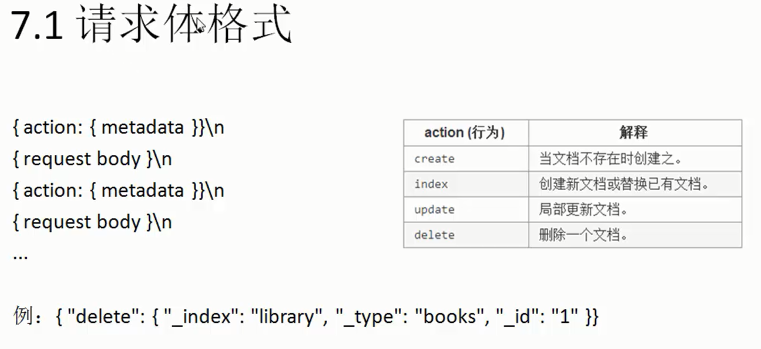 7.1 请求体格式
{ action: { metadata }}\n
{ request body }\n
{ action: { metadata }}\n
{ request body }\n
...
action (行为) 解释
create 当文档不存在时创建之。
index 创建新文档或替换已有文档。
update 局部更新文档。
delete 删除一个文档。
例：{ "delete": { "_index": "library", "_type": "books", "_id": "1" }}